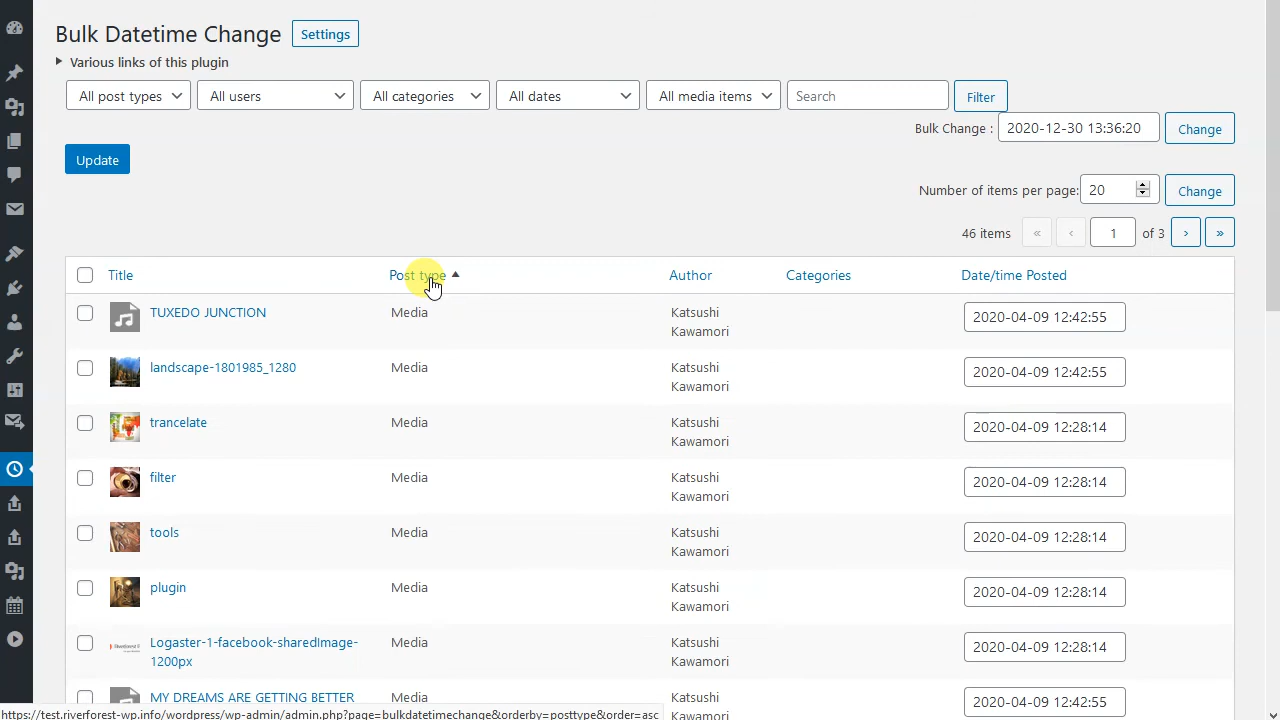 Bulk Datetime Change Settings
Various links of this plugin
All post types All users All categories All dates All media items Search Filter
Bulk Change : 2020-12-30 13:36:20 Change
Update
Number of items per page: 20 Change
46 items « ‹ 1 of 3 › »
Title Post type Author Categories Date/time Posted
TUXEDO JUNCTION Media Katsushi Kawamori 2020-04-09 12:42:55
landscape-1801985_1280 Media Katsushi Kawamori 2020-04-09 12:42:55
trancelate Media Katsushi Kawamori 2020-04-09 12:28:14
filter Media Katsushi Kawamori 2020-04-09 12:28:14
tools Media Katsushi Kawamori 2020-04-09 12:28:14
plugin Media Katsushi Kawamori 2020-04-09 12:28:14
Logaster-1-facebook-sharedImage-1200px Media Katsushi Kawamori 2020-04-09 12:28:14
MY DREAMS ARE GETTING BETTER Media Katsushi 2020-04-09 12:42:55
https://test.riverforest-wp.info/wordpress/wp-admin/admin.php?page=bulkdatetimechange&orderby=posttype&order=asc